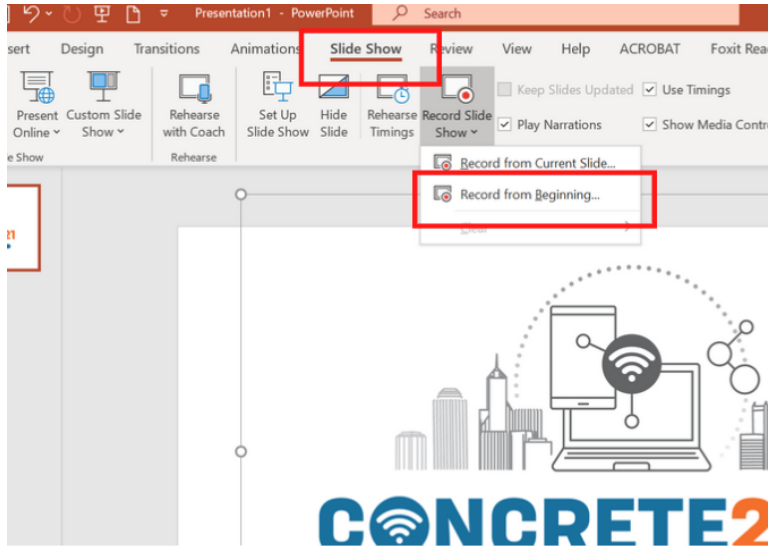 Presentation1 - PowerPoint
Search
sert Design Transitions Animations Slide Show Review View Help ACROBAT Foxit Rea
Present Online
Custom Slide Show
Rehearse with Coach
Set Up Slide Show
Hide Slide
Rehearse Timings
Record Slide Show
Keep Slides Updated
Use Timings
Play Narrations
Show Media Contr
e Show
Rehearse
Record from Current Slide...
Record from Beginning...
Clear
21
CONCRETE2